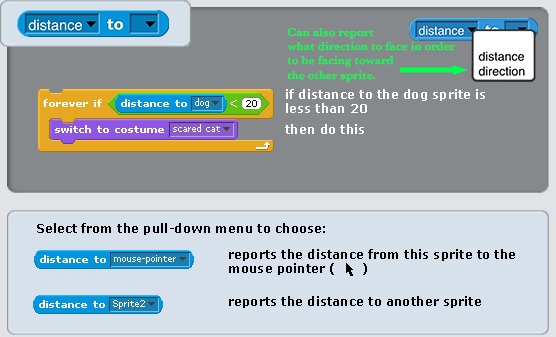 distance to
distance to
Can also report
what direction to face in order
to be facing toward
the other sprite.
distance
direction
forever if distance to dog < 20
if distance to the dog sprite is
less than 20
switch to costume scared cat
then do this
Select from the pull-down menu to choose:
distance to mouse-pointer
reports the distance from this sprite to the
mouse pointer ( )
distance to Sprite2
reports the distance to another sprite